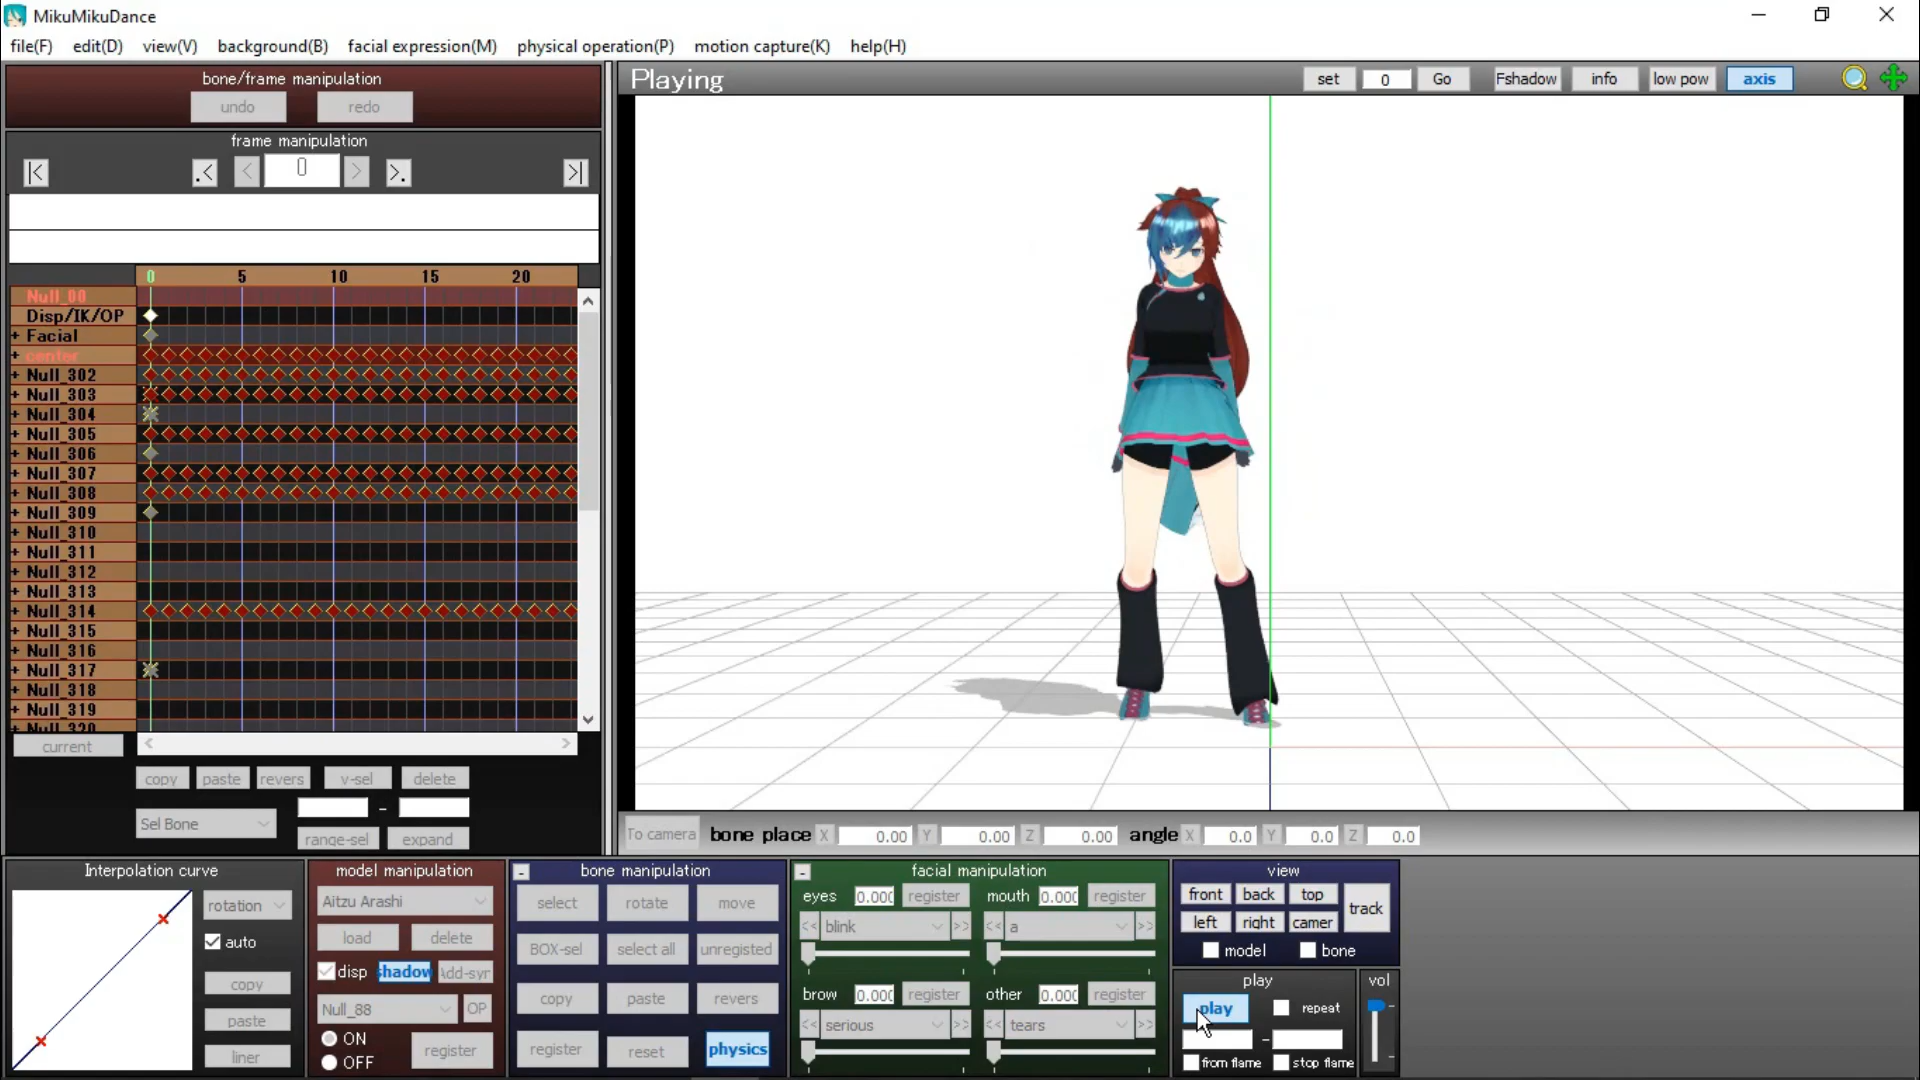 MikuMikuDance
file(F) edit(D) view(V) background(B) facial expression(M) physical operation(P) motion capture(K) help(H)
bone/frame manipulation
undo redo
frame manipulation
|< .< < 0 > >. >|
Playing
set 0 Go Fshadow info low pow axis
0 5 10 15 20
Null_00
Disp/IK/OP
+ Facial
+ center
+ Null_302
+ Null_303
+ Null_304
+ Null_305
+ Null_306
+ Null_307
+ Null_308
+ Null_309
+ Null_310
+ Null_311
+ Null_312
+ Null_313
+ Null_314
+ Null_315
+ Null_316
+ Null_317
+ Null_318
+ Null_319
+ Null_320
current
copy paste revers v-sel delete
Sel Bone -
range-sel expand
To camera bone place X 0.00 Y 0.00 Z 0.00 angle X 0.0 Y 0.0 Z 0.0
Interpolation curve
rotation
auto
copy
paste
liner
model manipulation
Aitzu Arashi
load delete
disp shadow
Null_88 OP
ON
OFF
register
- bone manipulation
select rotate move
BOX-sel select all unregisted
copy paste revers
register reset physics
- facial manipulation
eyes 0.000 register mouth 0.000 register
<< blink >> << a >>
brow 0.000 register other 0.000 register
<< serious >> << tears >>
view
front back top
left right camer
track
model bone
play
play repeat
-
from flame stop flame
vol